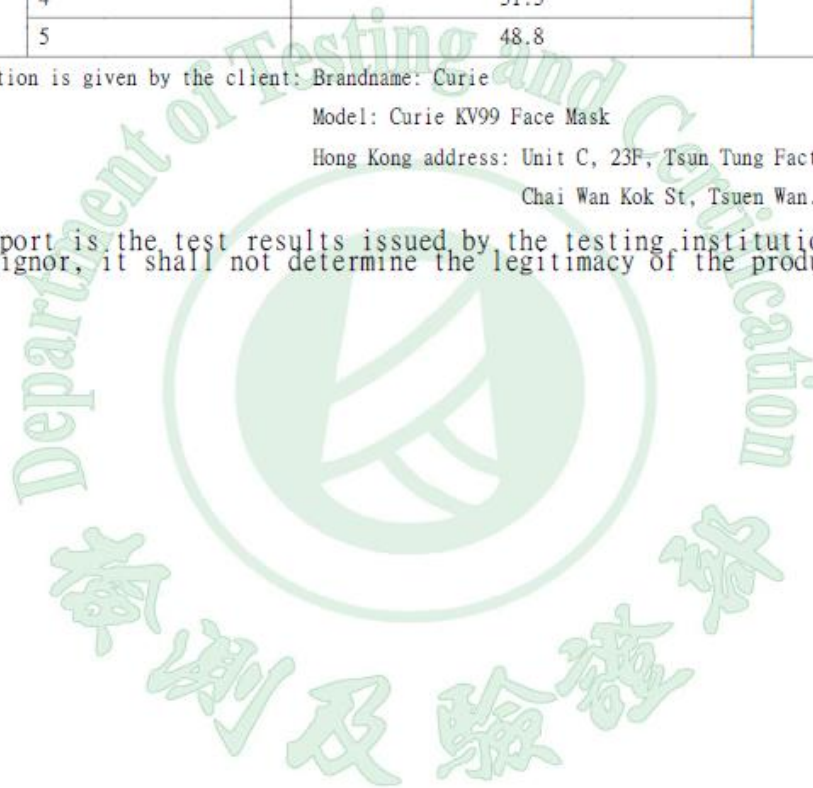 5 48.8
tion is given by the client: Brandname: Curie
Model: Curie KV99 Face Mask
Hong Kong address: Unit C, 23F, Tsun Tung Fact
Chai Wan Kok St, Tsuen Wan.
port is the test results issued by the testing instituti
ignor, it shall not determine the legitimacy of the produ
Department of Testing and Certification
檢測及驗證部